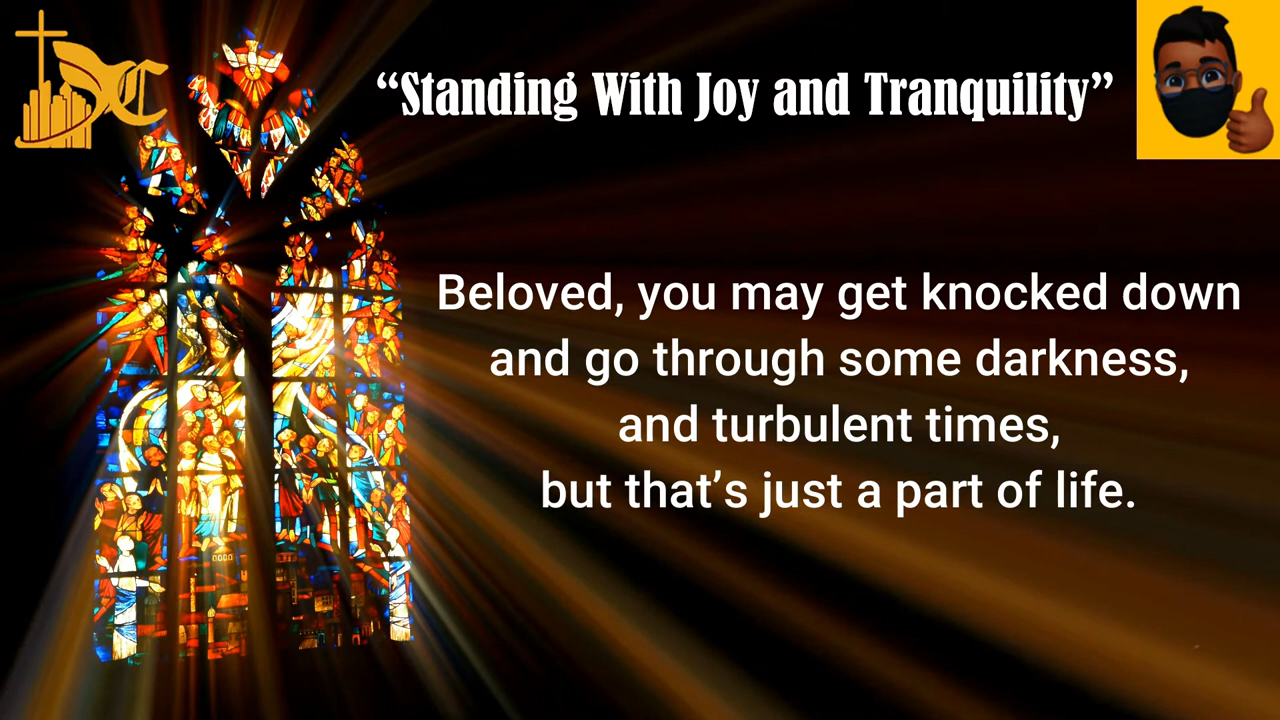 “Standing With Joy and Tranquility”
Beloved, you may get knocked down
and go through some darkness,
and turbulent times,
but that’s just a part of life.